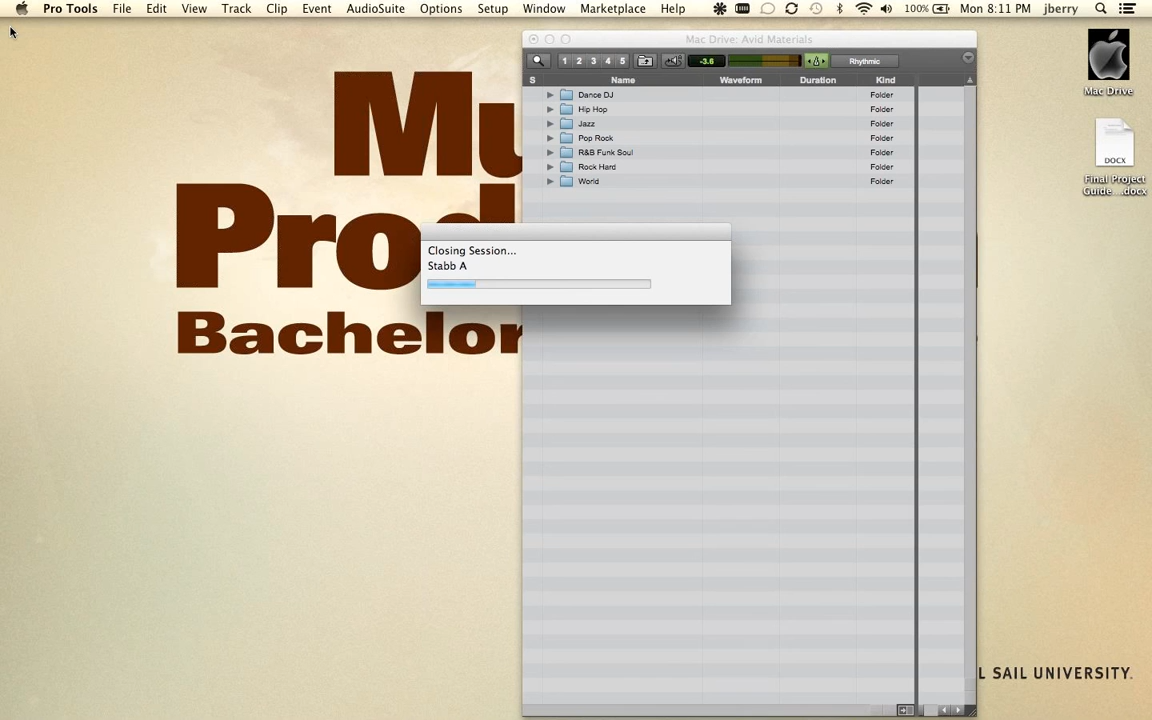 Pro Tools File Edit View Track Clip Event AudioSuite Options Setup Window Marketplace Help 100% Mon 8:11 PM jberry
Mac Drive: Avid Materials
1 2 3 4 5 -3.6 Rhythmic
S Name Waveform Duration Kind
Dance DJ Folder
Hip Hop Folder
Jazz Folder
Pop Rock Folder
R&B Funk Soul Folder
Rock Hard Folder
World Folder
Closing Session...
Stabb A
Mu
Prod
Bachelor
Mac Drive
DOCX
Final Project
Guide ....docx
L SAIL UNIVERSITY.